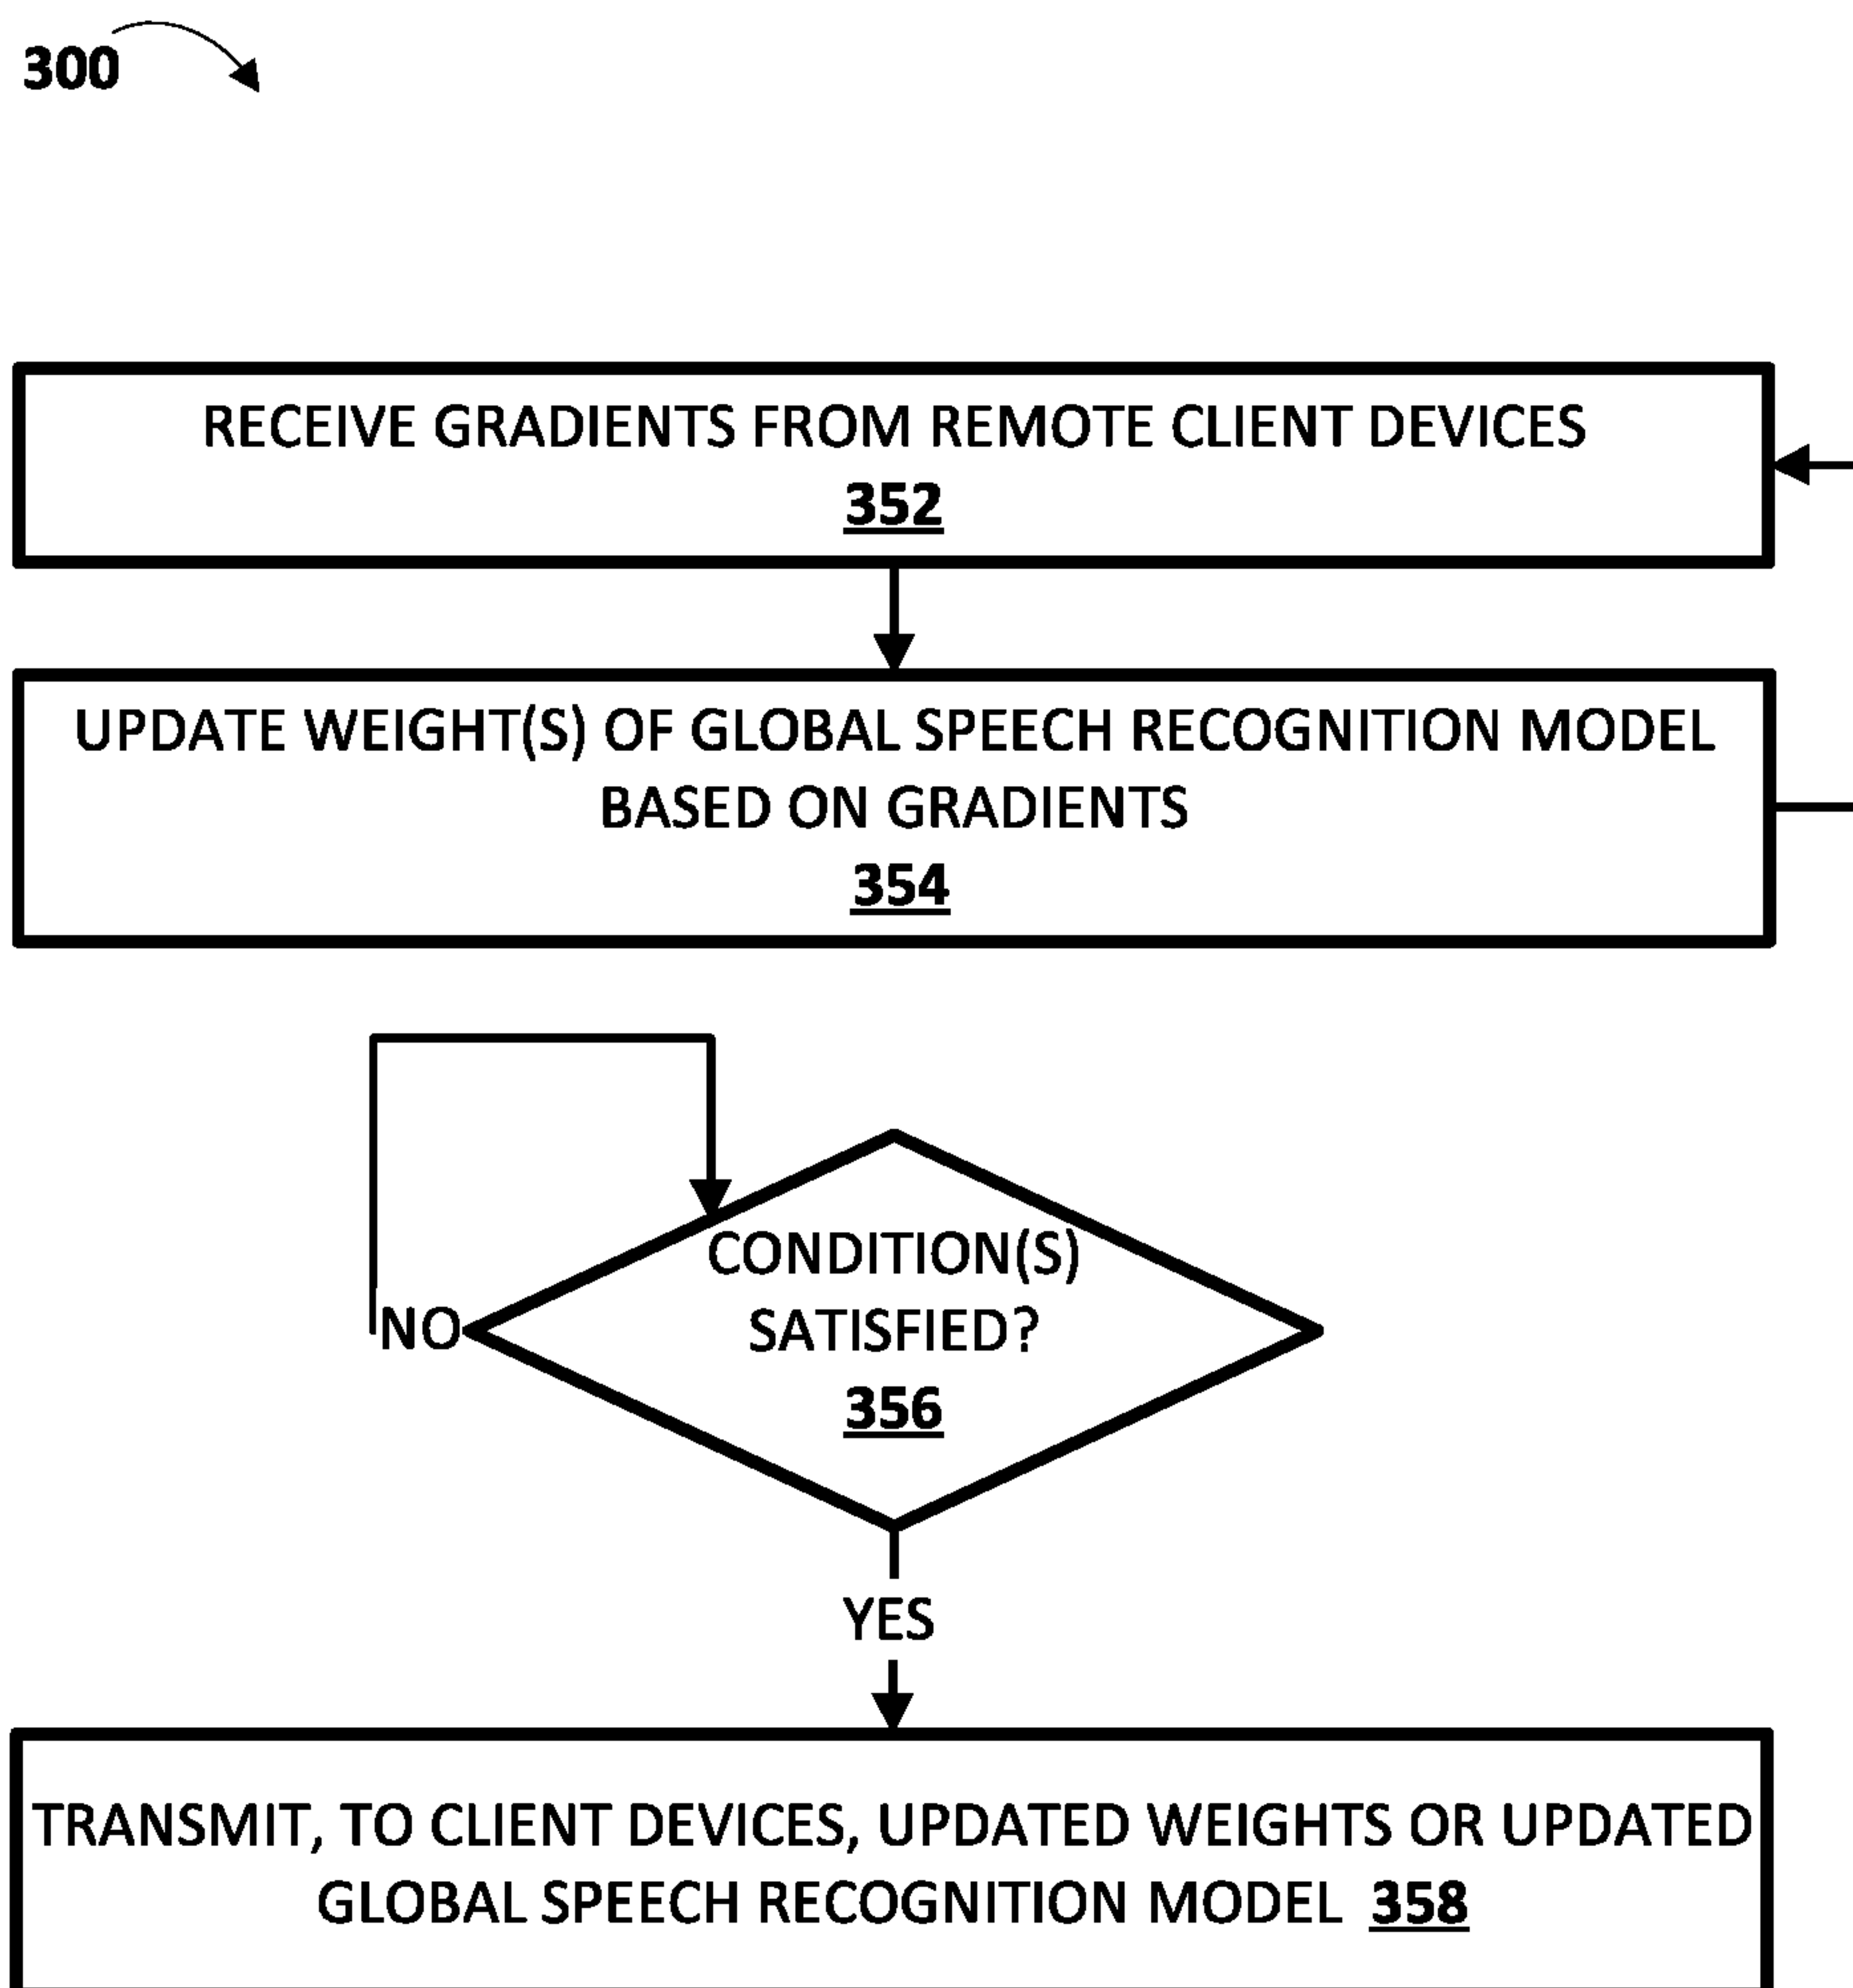 300
RECEIVE GRADIENTS FROM REMOTE CLIENT DEVICES
352
UPDATE WEIGHT(S) OF GLOBAL SPEECH RECOGNITION MODEL
BASED ON GRADIENTS
354
CONDITION(S)
SATISFIED?
356
NO
YES
TRANSMIT, TO CLIENT DEVICES, UPDATED WEIGHTS OR UPDATED
GLOBAL SPEECH RECOGNITION MODEL 358